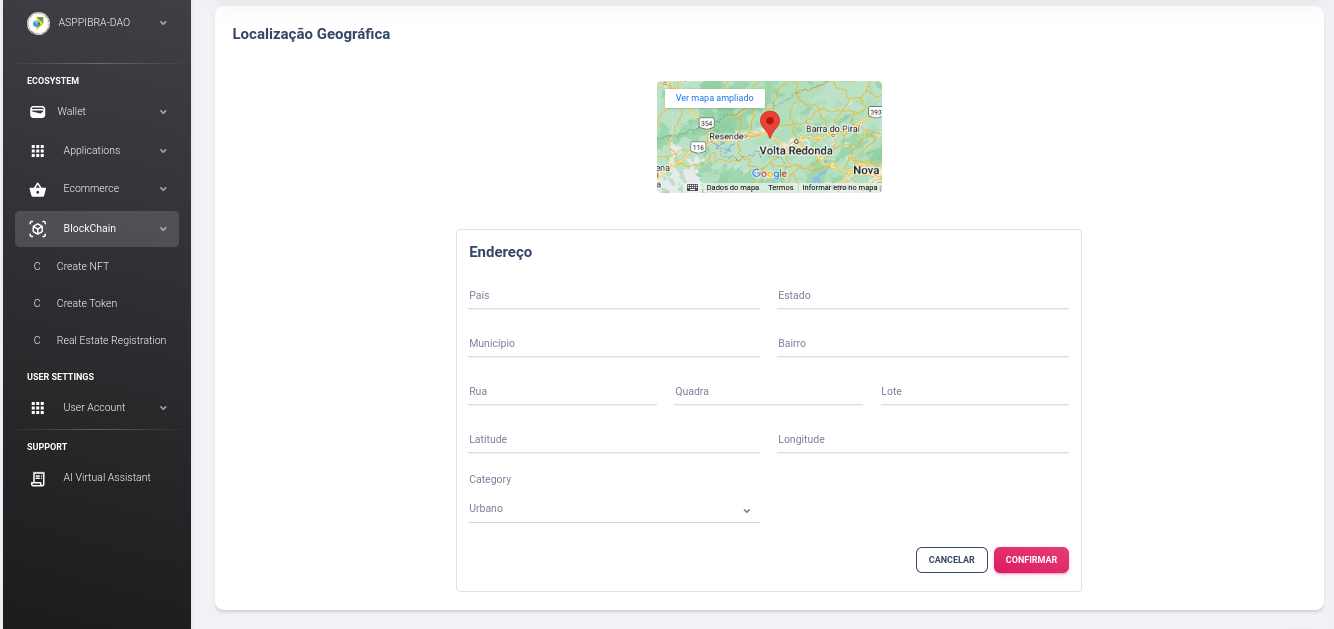 ASPPIBRA-DAO
ECOSYSTEM
Wallet
Applications
Ecommerce
BlockChain
C Create NFT
C Create Token
C Real Estate Registration
USER SETTINGS
User Account
SUPPORT
AI Virtual Assistant
Localização Geográfica
Ver mapa ampliado
393
354
Barra do Piraí
Resende
116
Volta Redonda
ena
Nova
a
Google
Dados do mapa Termos Informar erro no mapa
Endereço
País Estado
Município Bairro
Rua Quadra Lote
Latitude Longitude
Category
Urbano
CANCELAR CONFIRMAR